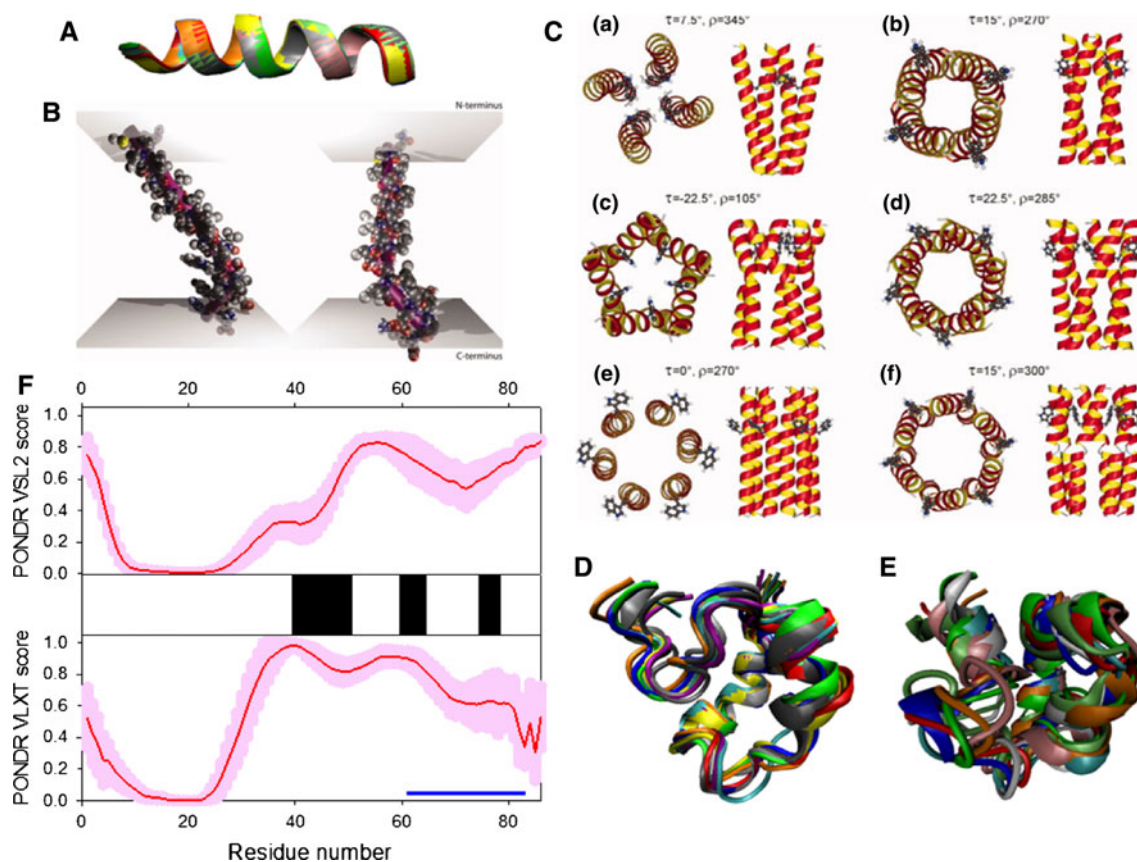 A
B
N-terminus
C-terminus
C
(a)
τ=7.5°, ρ=345°
(b)
τ=15°, ρ=270°
(c)
τ=-22.5°, ρ=105°
(d)
τ=22.5°, ρ=285°
(e)
τ=0°, ρ=270°
(f)
τ=15°, ρ=300°
D
E
F
0 20 40 60 80
PONDR VSL2 score
1.0
0.8
0.6
0.4
0.2
0.0
PONDR VLXT score
1.0
0.8
0.6
0.4
0.2
0.0
0 20 40 60 80
Residue number